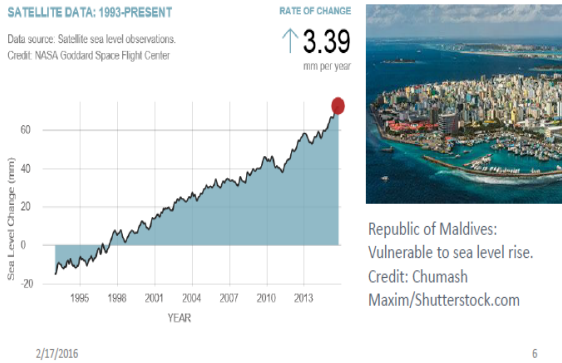 SATELLITE DATA: 1993-PRESENT
Data source: Satellite sea level observations.
Credit: NASA Goddard Space Flight Center
RATE OF CHANGE
↑3.39
mm per year
Sea Level Change (mm)
60
40
20
0
-20
1995 1998 2001 2004 2007 2010 2013
YEAR
Republic of Maldives:
Vulnerable to sea level rise.
Credit: Chumash
Maxim/Shutterstock.com
2/17/2016
6